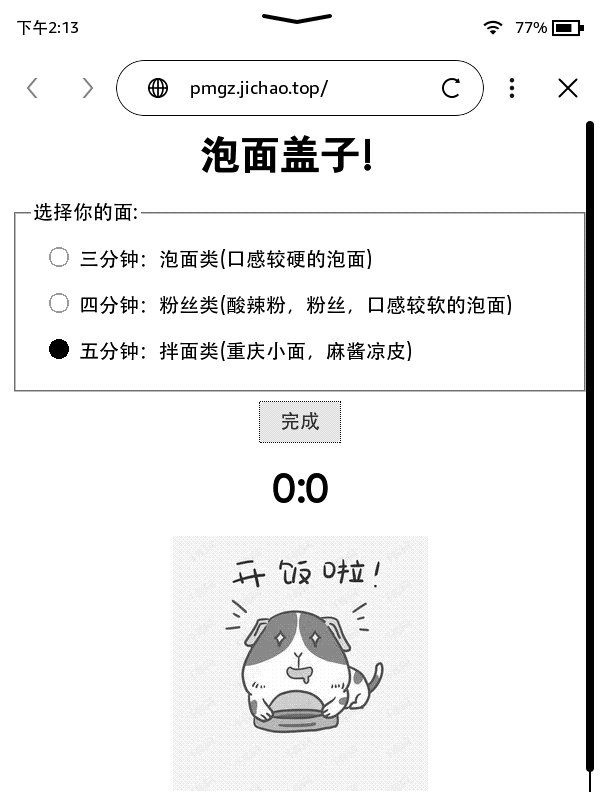 下午2:13
77%
pmgz.jichao.top/
泡面盖子!
选择你的面:
三分钟：泡面类(口感较硬的泡面)
四分钟：粉丝类(酸辣粉，粉丝，口感较软的泡面)
五分钟：拌面类(重庆小面，麻酱凉皮)
完成
0:0
开饭啦！